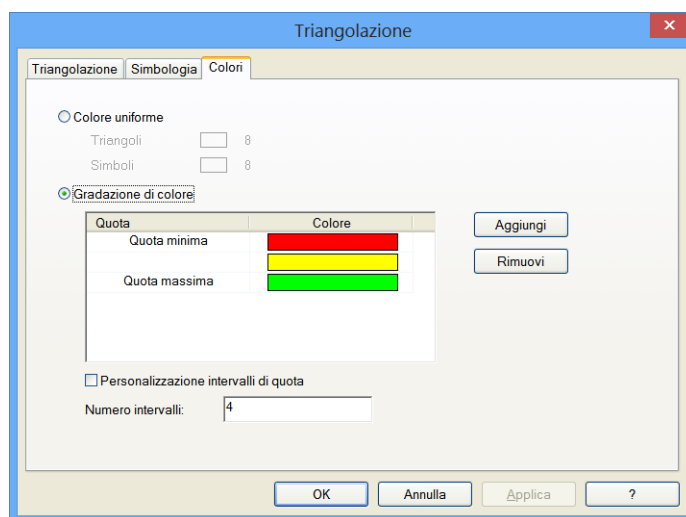 Triangolazione
Triangolazione Simbologia Colori
Colore uniforme
Triangoli 8
Simboli 8
Gradazione di colore
Quota Colore
Quota minima
Quota massima
Aggiungi
Rimuovi
Personalizzazione intervalli di quota
Numero intervalli: 4
OK Annulla Applica ?